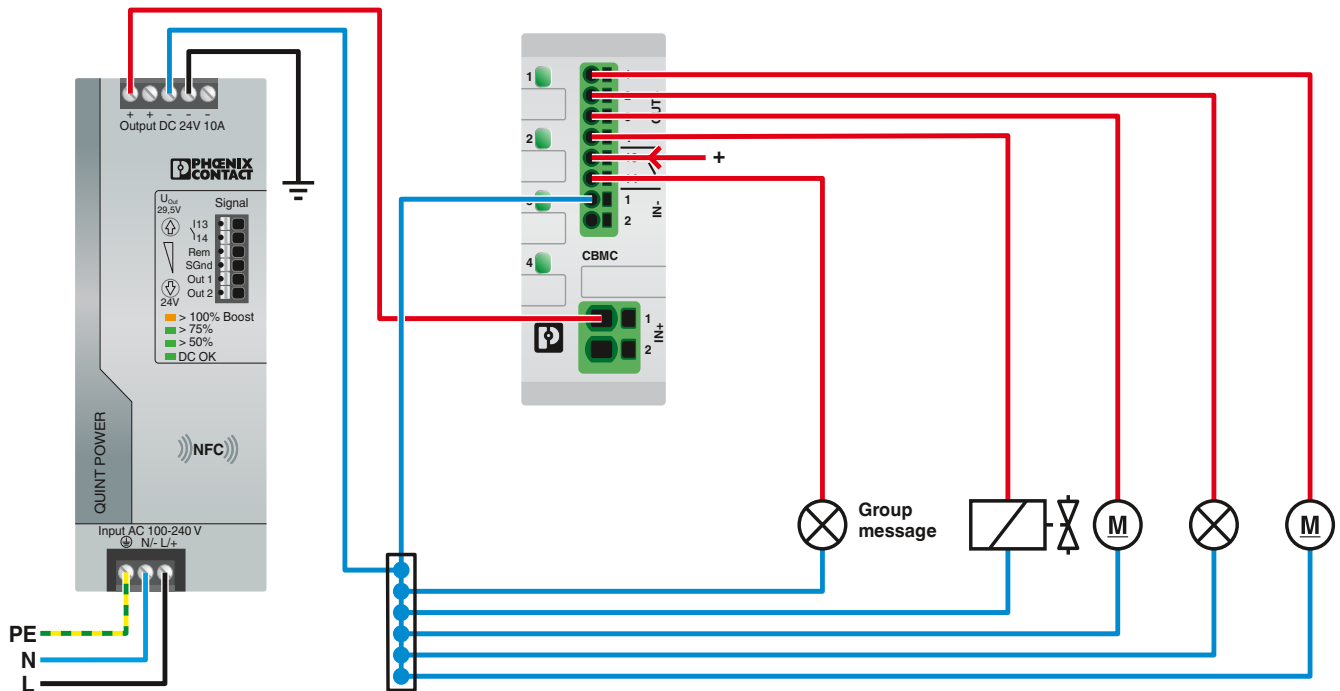 + + - - -
Output DC 24V 10A
PHŒNIX
CONTACT
UOut
29,5V
Signal
13
14
Rem
SGnd
Out 1
Out 2
24V
> 100% Boost
> 75%
> 50%
DC OK
QUINT POWER
NFC
Input AC 100-240 V
N/- L/+
PE
N
L
1
2
4
OUT
+
1
2
IN-
CBMC
1
2
IN+
Group
message
M
M